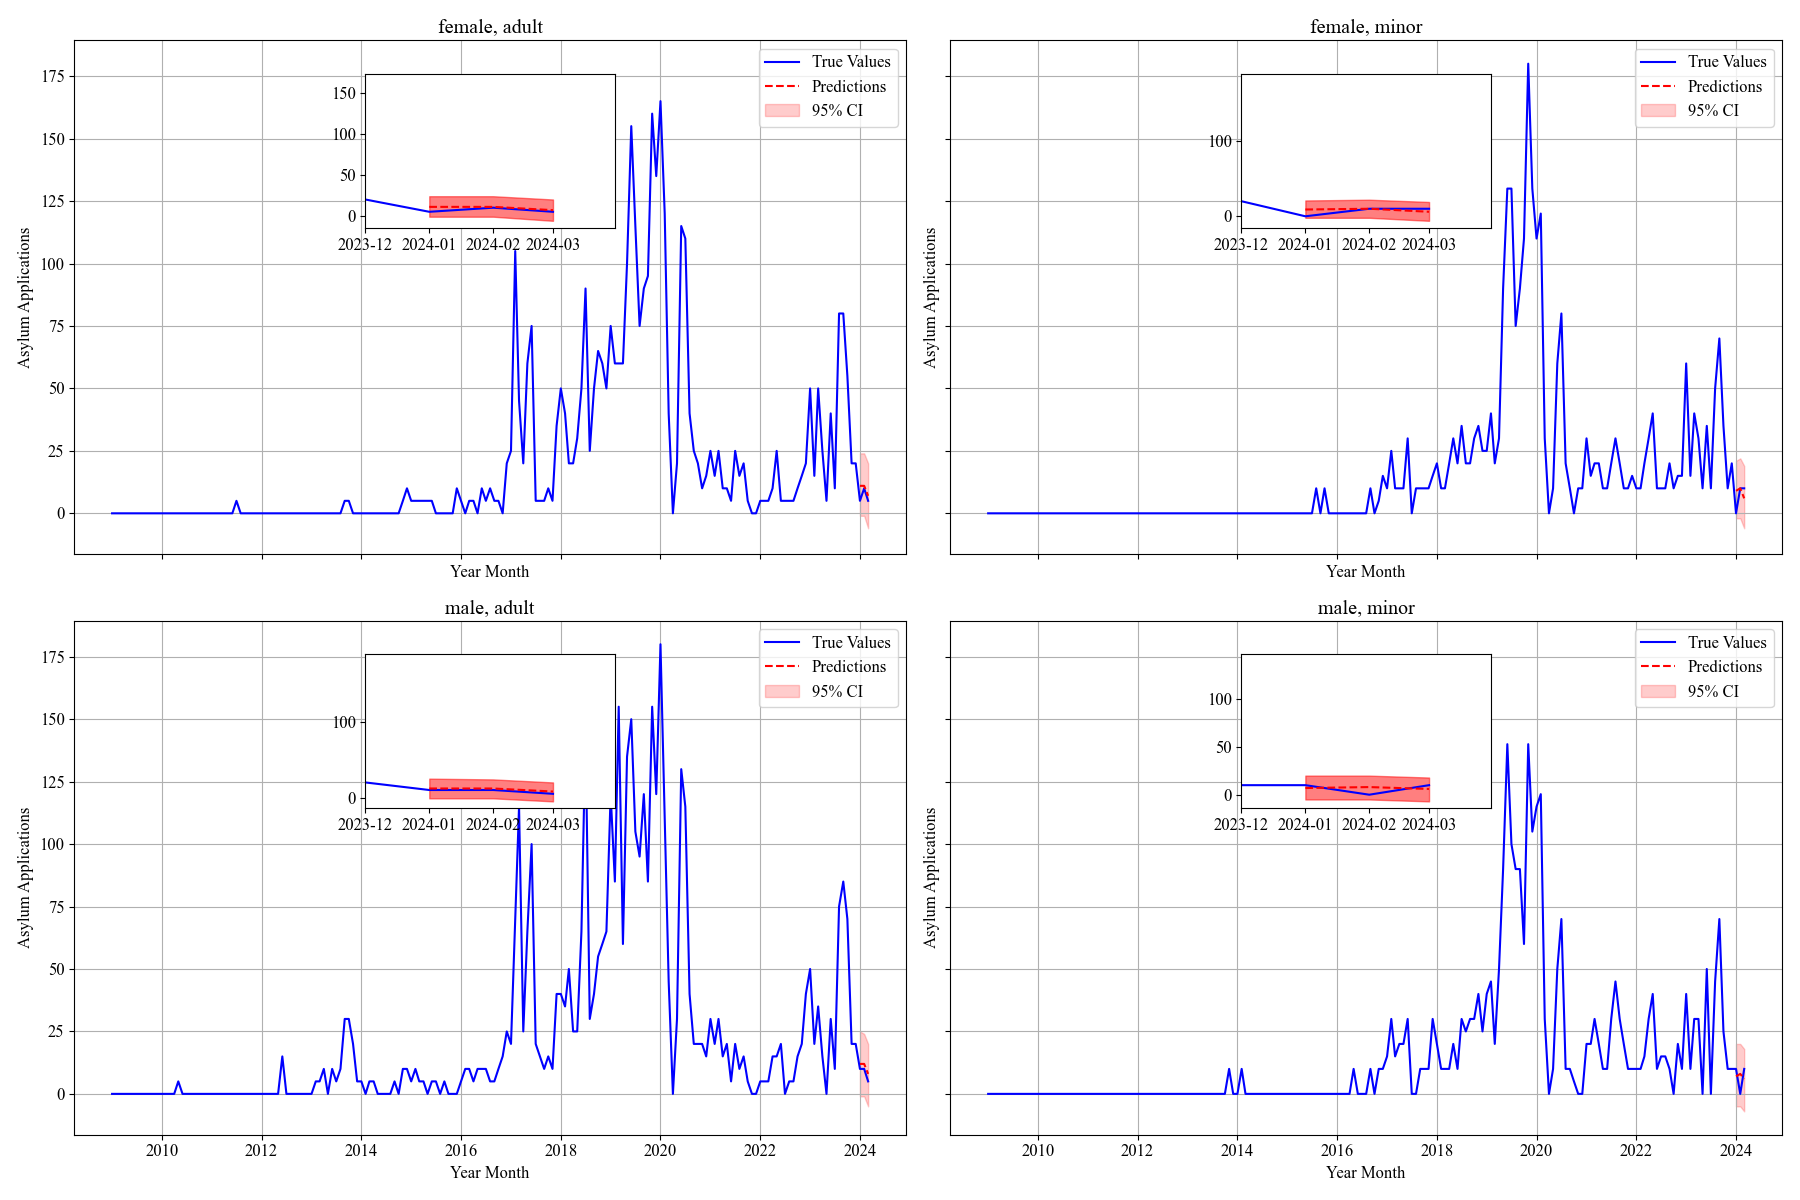 female, adult
175
150
125
100
75
50
25
0
Asylum Applications
150
100
50
0
2023-12
2024-01
2024-02
2024-03
True Values
Predictions
95% CI
Year Month
female, minor
Asylum Applications
100
0
2023-12
2024-01
2024-02
2024-03
True Values
Predictions
95% CI
Year Month
male, adult
175
150
125
100
75
50
25
0
Asylum Applications
100
0
2023-12
2024-01
2024-02
2024-03
True Values
Predictions
95% CI
2010
2012
2014
2016
2018
2020
2022
2024
Year Month
male, minor
Asylum Applications
100
50
0
2023-12
2024-01
2024-02
2024-03
True Values
Predictions
95% CI
2010
2012
2014
2016
2018
2020
2022
2024
Year Month